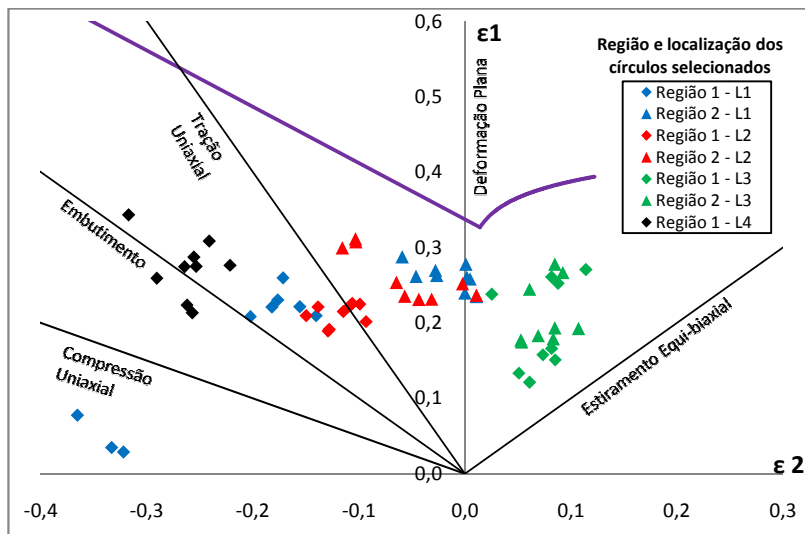 0,6
0,5
0,4
0,3
0,2
0,1
0,0
-0,4
-0,3
-0,2
-0,1
0,0
0,1
0,2
0,3
ε1
ε 2
Deformação Plana
Tração
Uniaxial
Embutimento
Compressão
Uniaxial
Estiramento Equi-biaxial
Região e localização dos
círculos selecionados
Região 1 - L1
Região 2 - L1
Região 1 - L2
Região 2 - L2
Região 1 - L3
Região 2 - L3
Região 1 - L4